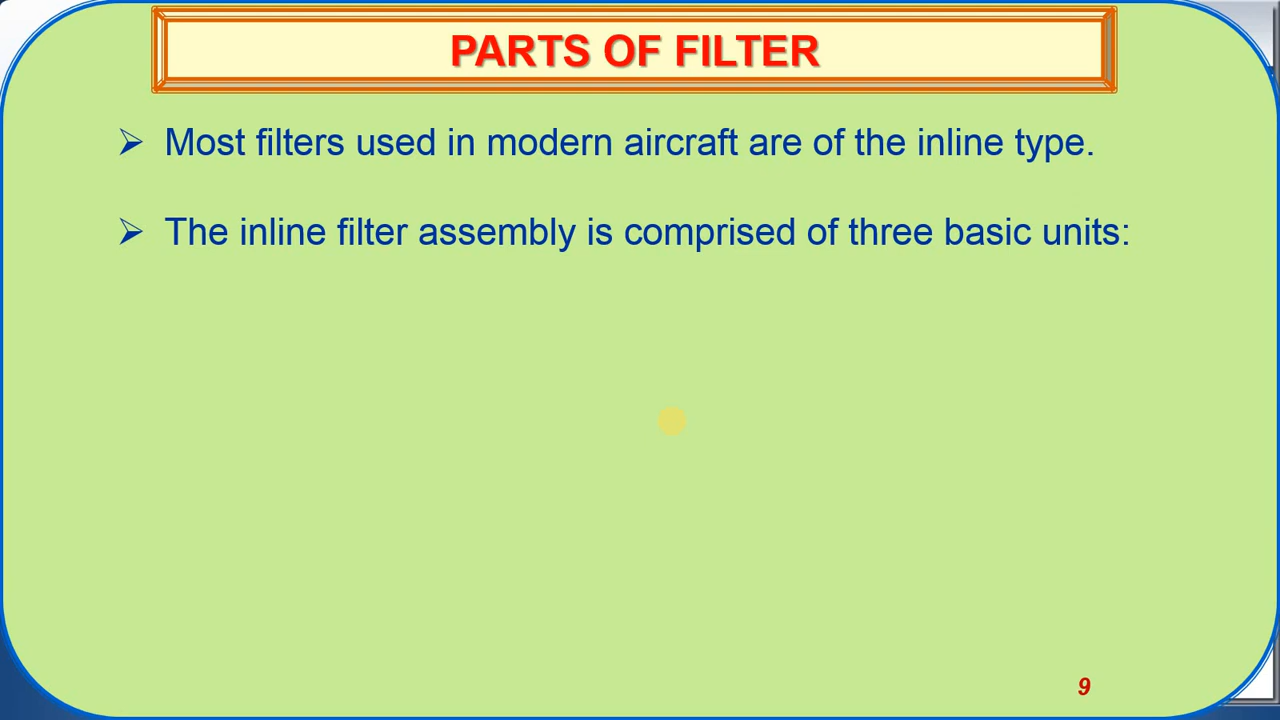 PARTS OF FILTER
Most filters used in modern aircraft are of the inline type.
The inline filter assembly is comprised of three basic units:
9